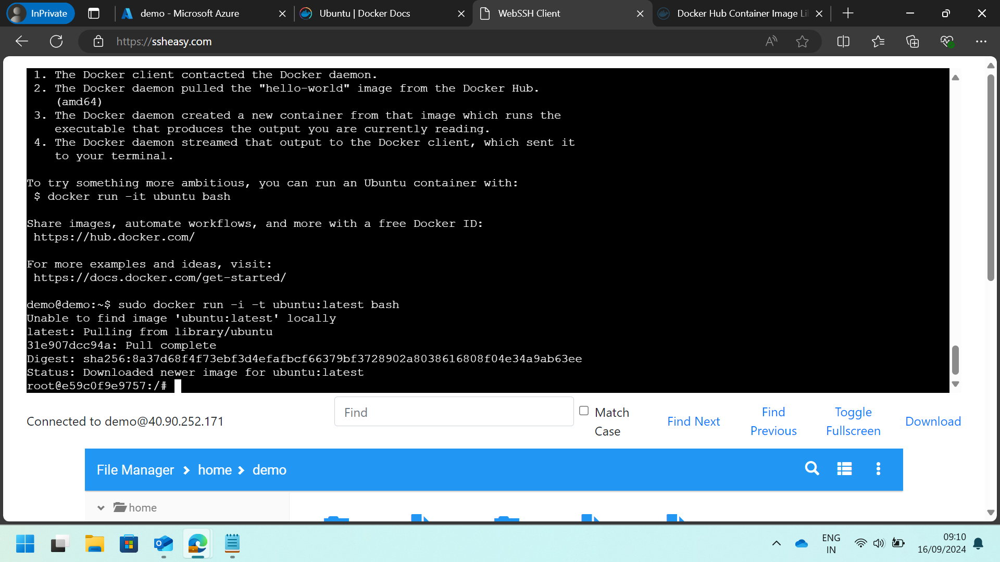 InPrivate
demo - Microsoft Azure
Ubuntu | Docker Docs
WebSSH Client
Docker Hub Container Image Li
https://ssheasy.com
1. The Docker client contacted the Docker daemon.
2. The Docker daemon pulled the "hello-world" image from the Docker Hub.
(amd64)
3. The Docker daemon created a new container from that image which runs the
executable that produces the output you are currently reading.
4. The Docker daemon streamed that output to the Docker client, which sent it
to your terminal.
To try something more ambitious, you can run an Ubuntu container with:
$ docker run -it ubuntu bash
Share images, automate workflows, and more with a free Docker ID:
https://hub.docker.com/
For more examples and ideas, visit:
https://docs.docker.com/get-started/
demo@demo:~$ sudo docker run -i -t ubuntu:latest bash
Unable to find image 'ubuntu:latest' locally
latest: Pulling from library/ubuntu
31e907dcc94a: Pull complete
Digest: sha256:8a37d68f4f73ebf3d4efafbcf66379bf3728902a8038616808f04e34a9ab63ee
Status: Downloaded newer image for ubuntu:latest
root@e59c0f9e9757:/#
Connected to demo@40.90.252.171
Find
Match
Case
Find Next
Find
Previous
Toggle
Fullscreen
Download
File Manager
home
demo
home
ENG
IN
09:10
16/09/2024